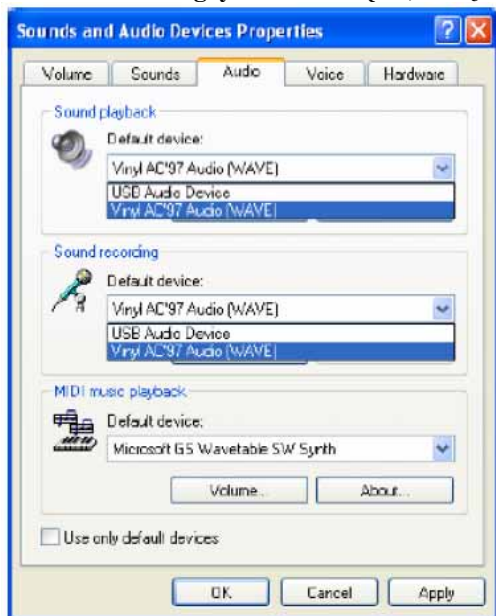 Sounds and Audio Devices Properties
Volume Sounds Audio Voice Hardware
Sound playback
Default device:
Vinyl AC'97 Audio (WAVE)
USB Audio Device
Vinyl AC'97 Audio (WAVE)
Sound recording
Default device:
Vinyl AC'97 Audio (WAVE)
USB Audio Device
Vinyl AC'97 Audio (WAVE)
MIDI music playback
Default device:
Microsoft GS Wavetable SW Synth
Volume... About...
Use only default devices
OK Cancel Apply